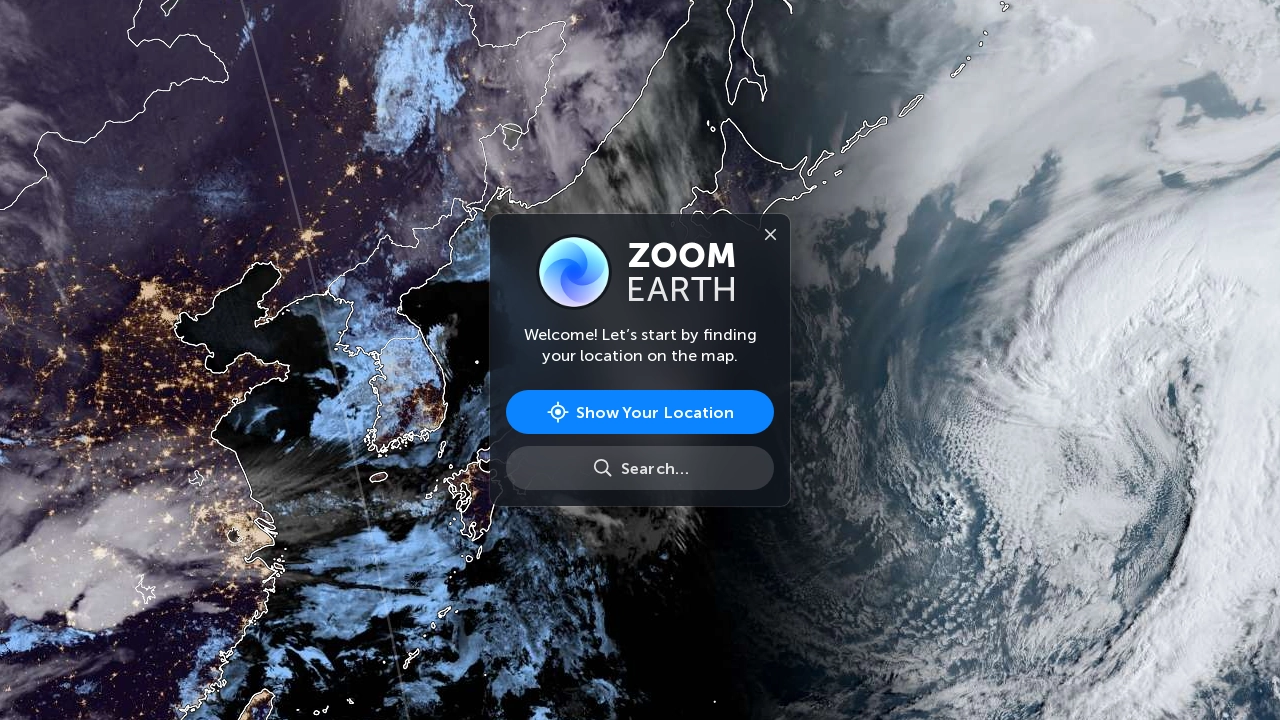 ZOOM
EARTH
Welcome! Let’s start by finding
your location on the map.
Show Your Location
Search...